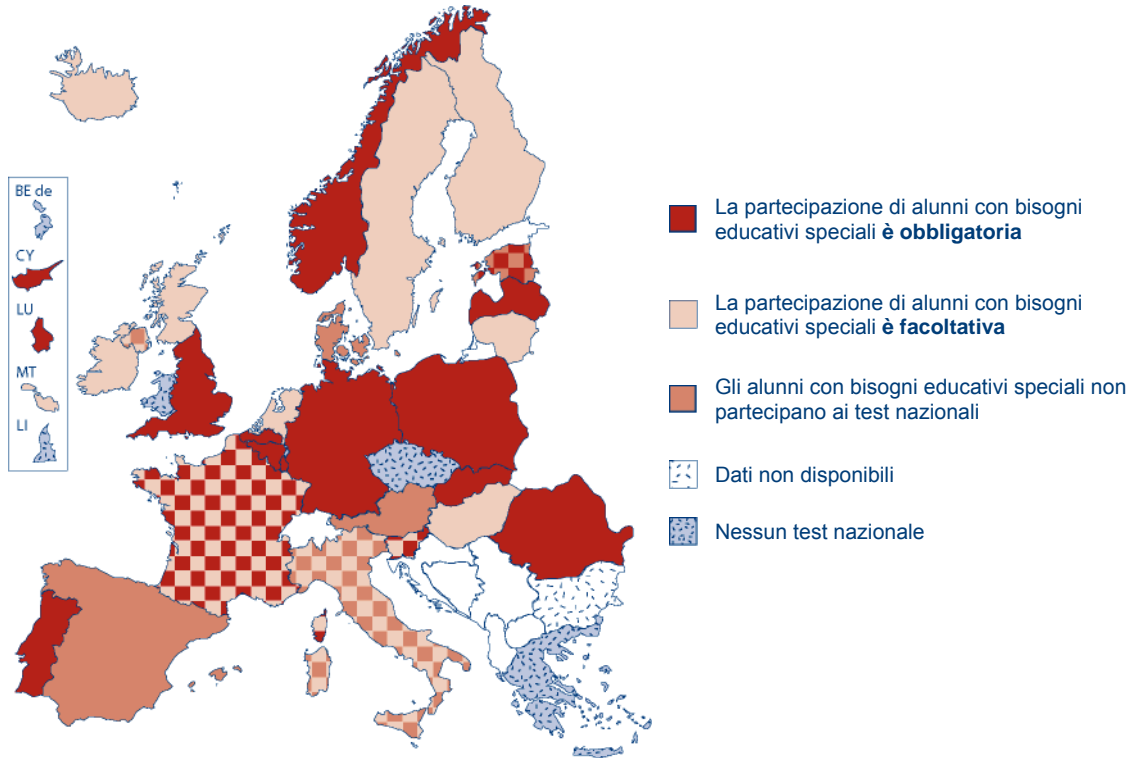 BE de
CY
LU
MT
LI
La partecipazione di alunni con bisogni
educativi speciali è obbligatoria
La partecipazione di alunni con bisogni
educativi speciali è facoltativa
Gli alunni con bisogni educativi speciali non
partecipano ai test nazionali
Dati non disponibili
Nessun test nazionale